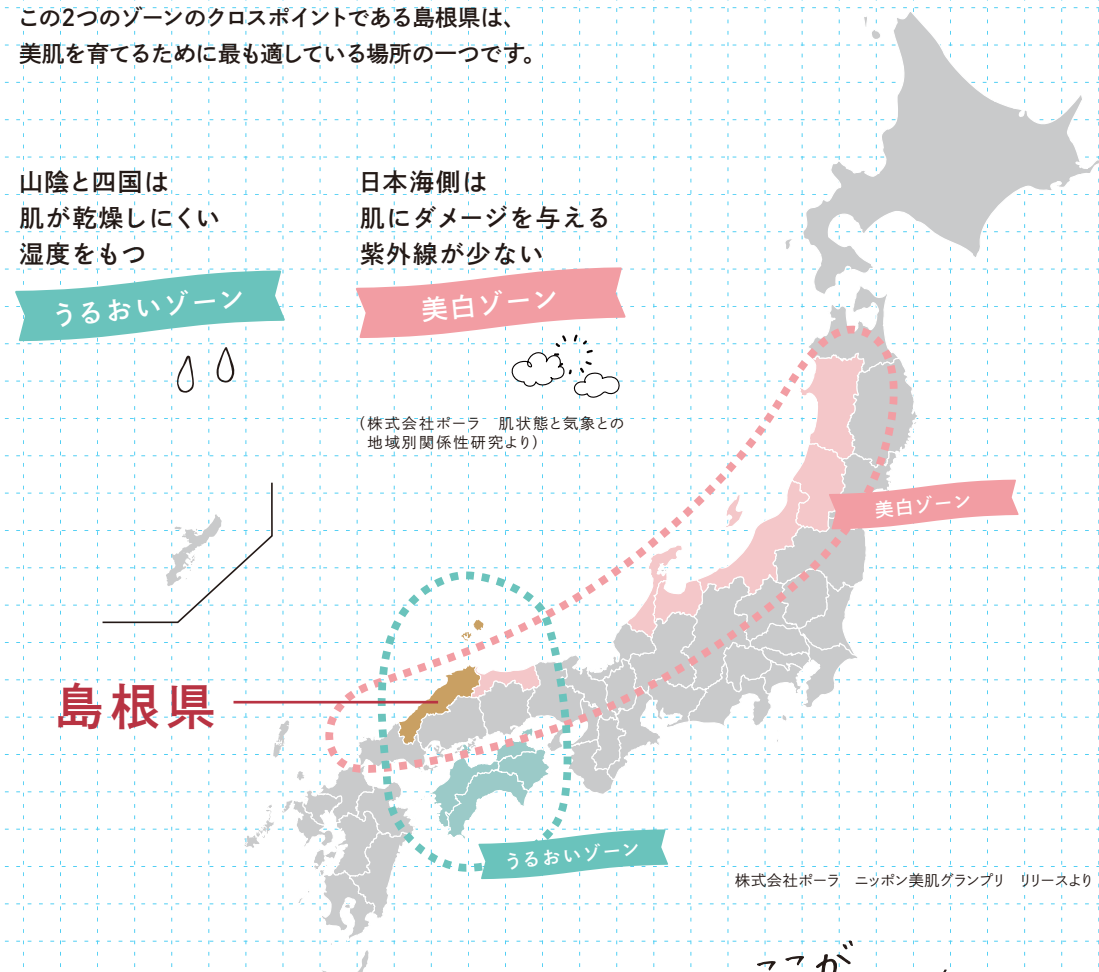 この2つのゾーンのクロスポイントである島根県は、
美肌を育てるために最も適している場所の一つです。
山陰と四国は
肌が乾燥しにくい
湿度をもつ
うるおいゾーン
日本海側は
肌にダメージを与える
紫外線が少ない
美白ゾーン
(株式会社ポーラ　肌状態と気象との
地域別関係性研究より)
美白ゾーン
島根県
うるおいゾーン
株式会社ポーラ　ニッポン美肌グランプリ　リリースより
ここが